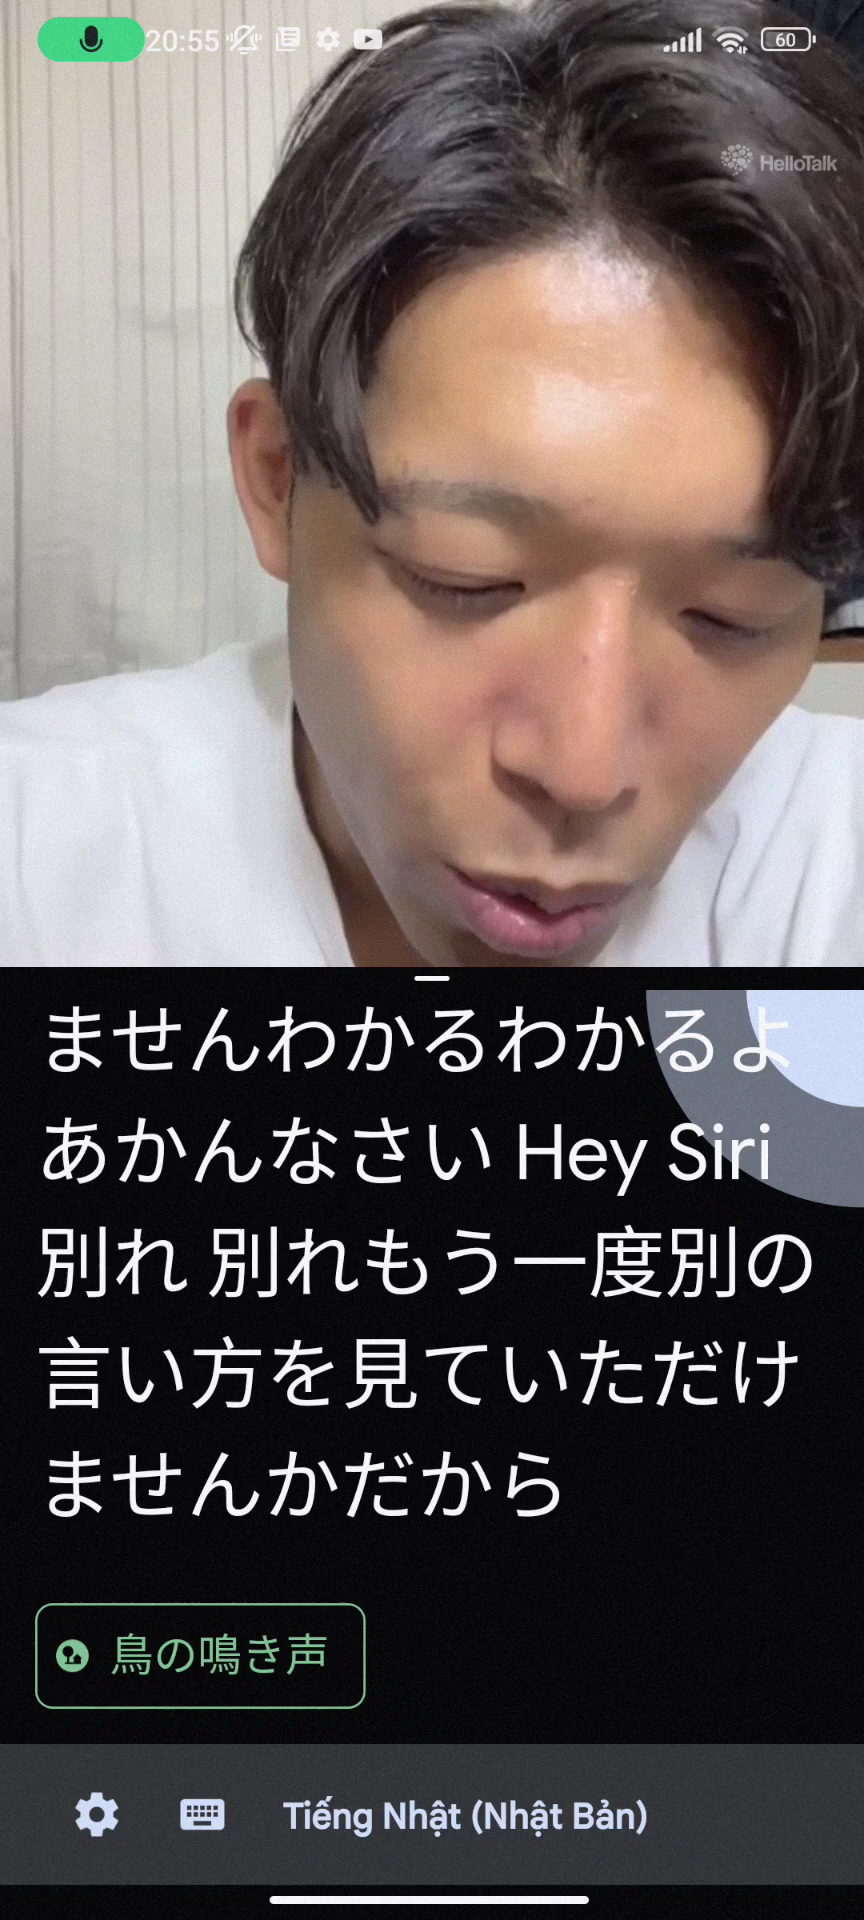 20:55
60
HelloTalk
ませんわかるわかるよ
あかんなさい Hey Siri
別れ 別れもう一度別の
言い方を見ていただけ
ませんかだから
鳥の鳴き声
Tiếng Nhật (Nhật Bản)